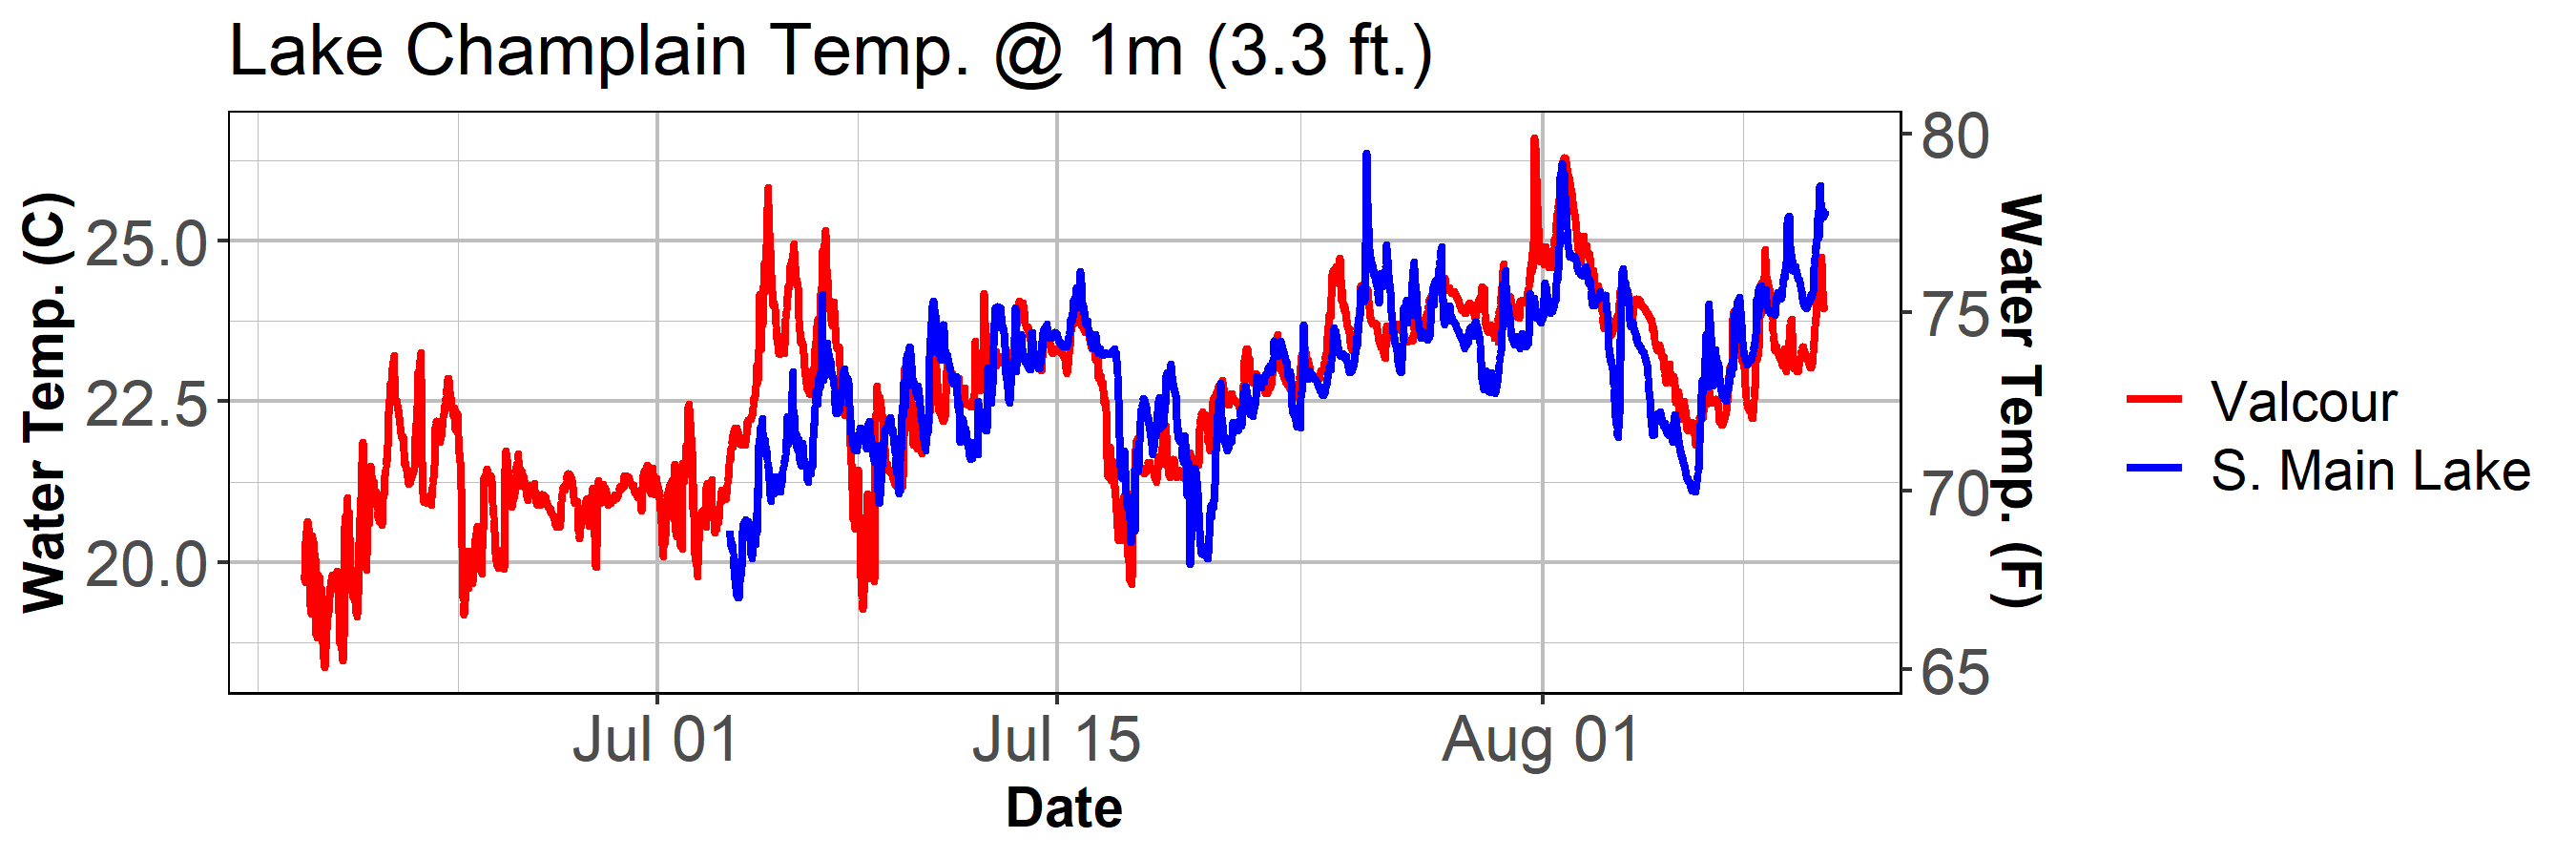 Lake Champlain Temp. @ 1m (3.3 ft.)
Water Temp. (C)
25.0
22.5
20.0
80
75
70
65
Water Temp. (F)
Jul 01
Jul 15
Aug 01
Date
Valcour
S. Main Lake